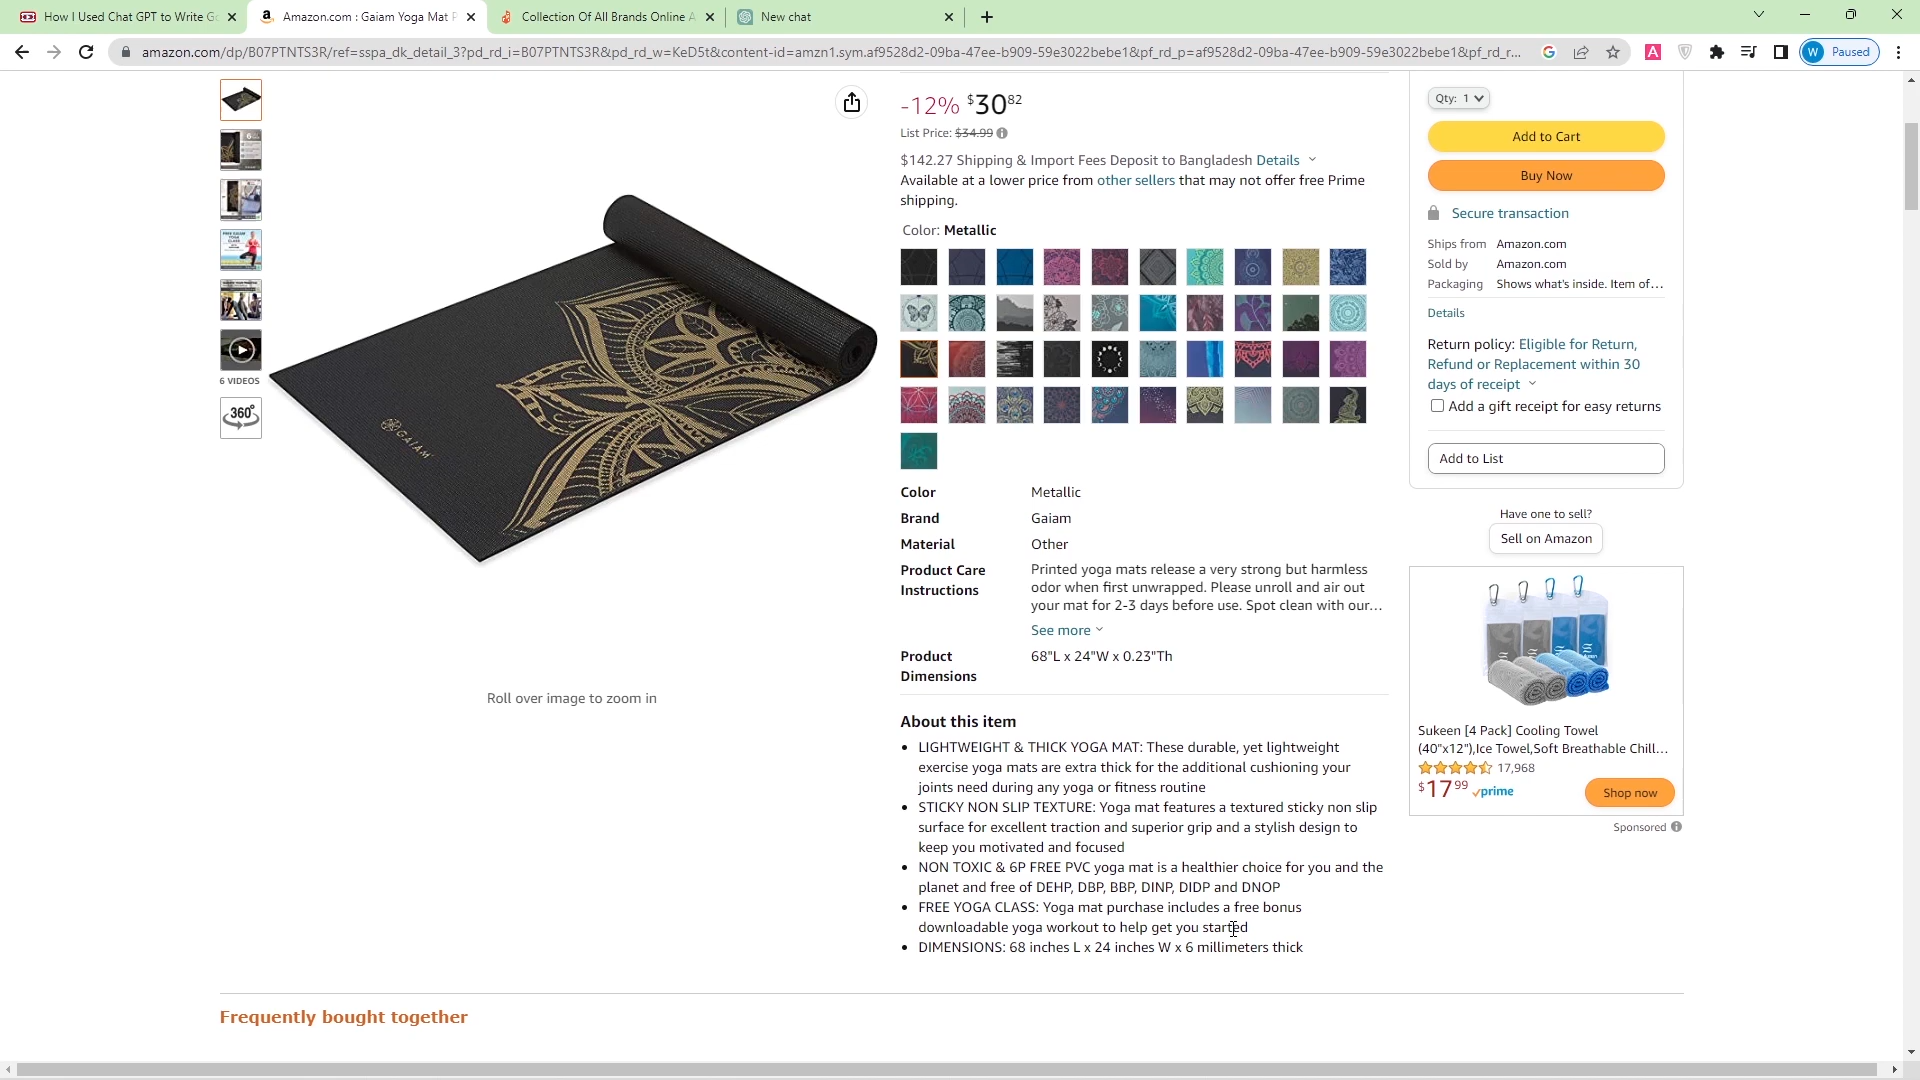 How I Used Chat GPT to Write Go
Amazon.com : Gaiam Yoga Mat P
Collection Of All Brands Online A
New chat
amazon.com/dp/B07PTNTS3R/ref=sspa_dk_detail_3?pd_rd_i=B07PTNTS3R&pd_rd_w=KeD5t&content-id=amzn1.sym.af9528d2-09ba-47ee-b909-59e3022bebe1&pf_rd_p=af9528d2-09ba-47ee-b909-59e3022bebe1&pf_rd_r...
W Paused
6 VIDEOS
360°
GAIAM
Roll over image to zoom in
-12% $30 82
List Price: $34.99
$142.27 Shipping & Import Fees Deposit to Bangladesh Details
Available at a lower price from other sellers that may not offer free Prime
shipping.
Color: Metallic
Color Metallic
Brand Gaiam
Material Other
Product Care Instructions
Printed yoga mats release a very strong but harmless
odor when first unwrapped. Please unroll and air out
your mat for 2-3 days before use. Spot clean with our...
See more
Product Dimensions
68"L x 24"W x 0.23"Th
About this item
LIGHTWEIGHT & THICK YOGA MAT: These durable, yet lightweight
exercise yoga mats are extra thick for the additional cushioning your
joints need during any yoga or fitness routine
STICKY NON SLIP TEXTURE: Yoga mat features a textured sticky non slip
surface for excellent traction and superior grip and a stylish design to
keep you motivated and focused
NON TOXIC & 6P FREE PVC yoga mat is a healthier choice for you and the
planet and free of DEHP, DBP, BBP, DINP, DIDP and DNOP
FREE YOGA CLASS: Yoga mat purchase includes a free bonus
downloadable yoga workout to help get you started
DIMENSIONS: 68 inches L x 24 inches W x 6 millimeters thick
Qty: 1
Add to Cart
Buy Now
Secure transaction
Ships from Amazon.com
Sold by Amazon.com
Packaging Shows what's inside. Item of...
Details
Return policy: Eligible for Return,
Refund or Replacement within 30
days of receipt
Add a gift receipt for easy returns
Add to List
Have one to sell?
Sell on Amazon
Sukeen [4 Pack] Cooling Towel
(40"x12"),Ice Towel,Soft Breathable Chill...
17,968
$17 99 prime
Shop now
Sponsored
Frequently bought together